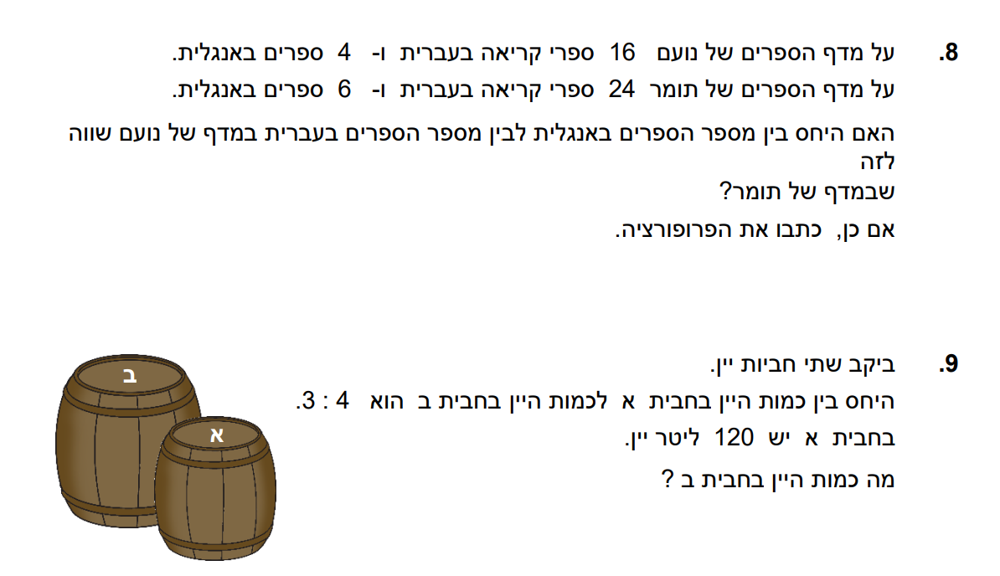 8. על מדף הספרים של נועם 16 ספרי קריאה בעברית ו- 4 ספרים באנגלית.
על מדף הספרים של תומר 24 ספרי קריאה בעברית ו- 6 ספרים באנגלית.
האם היחס בין מספר הספרים באנגלית לבין מספר הספרים בעברית במדף של נועם שווה
לזה
שבמדף של תומר?
אם כן, כתבו את הפרופורציה.
9. ביקב שתי חביות יין.
היחס בין כמות היין בחבית א לכמות היין בחבית ב הוא 3 : 4.
בחבית א יש 120 ליטר יין.
מה כמות היין בחבית ב ?
ב
א